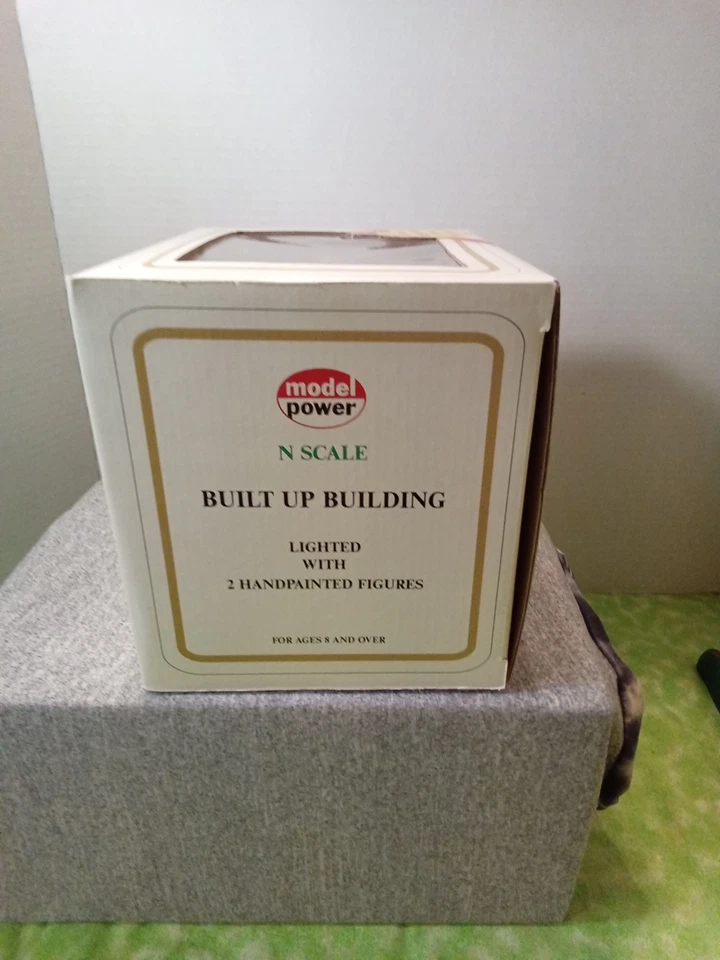 model
power
N SCALE
BUILT UP BUILDING
LIGHTED
WITH
2 HANDPAINTED FIGURES
FOR AGES 8 AND OVER